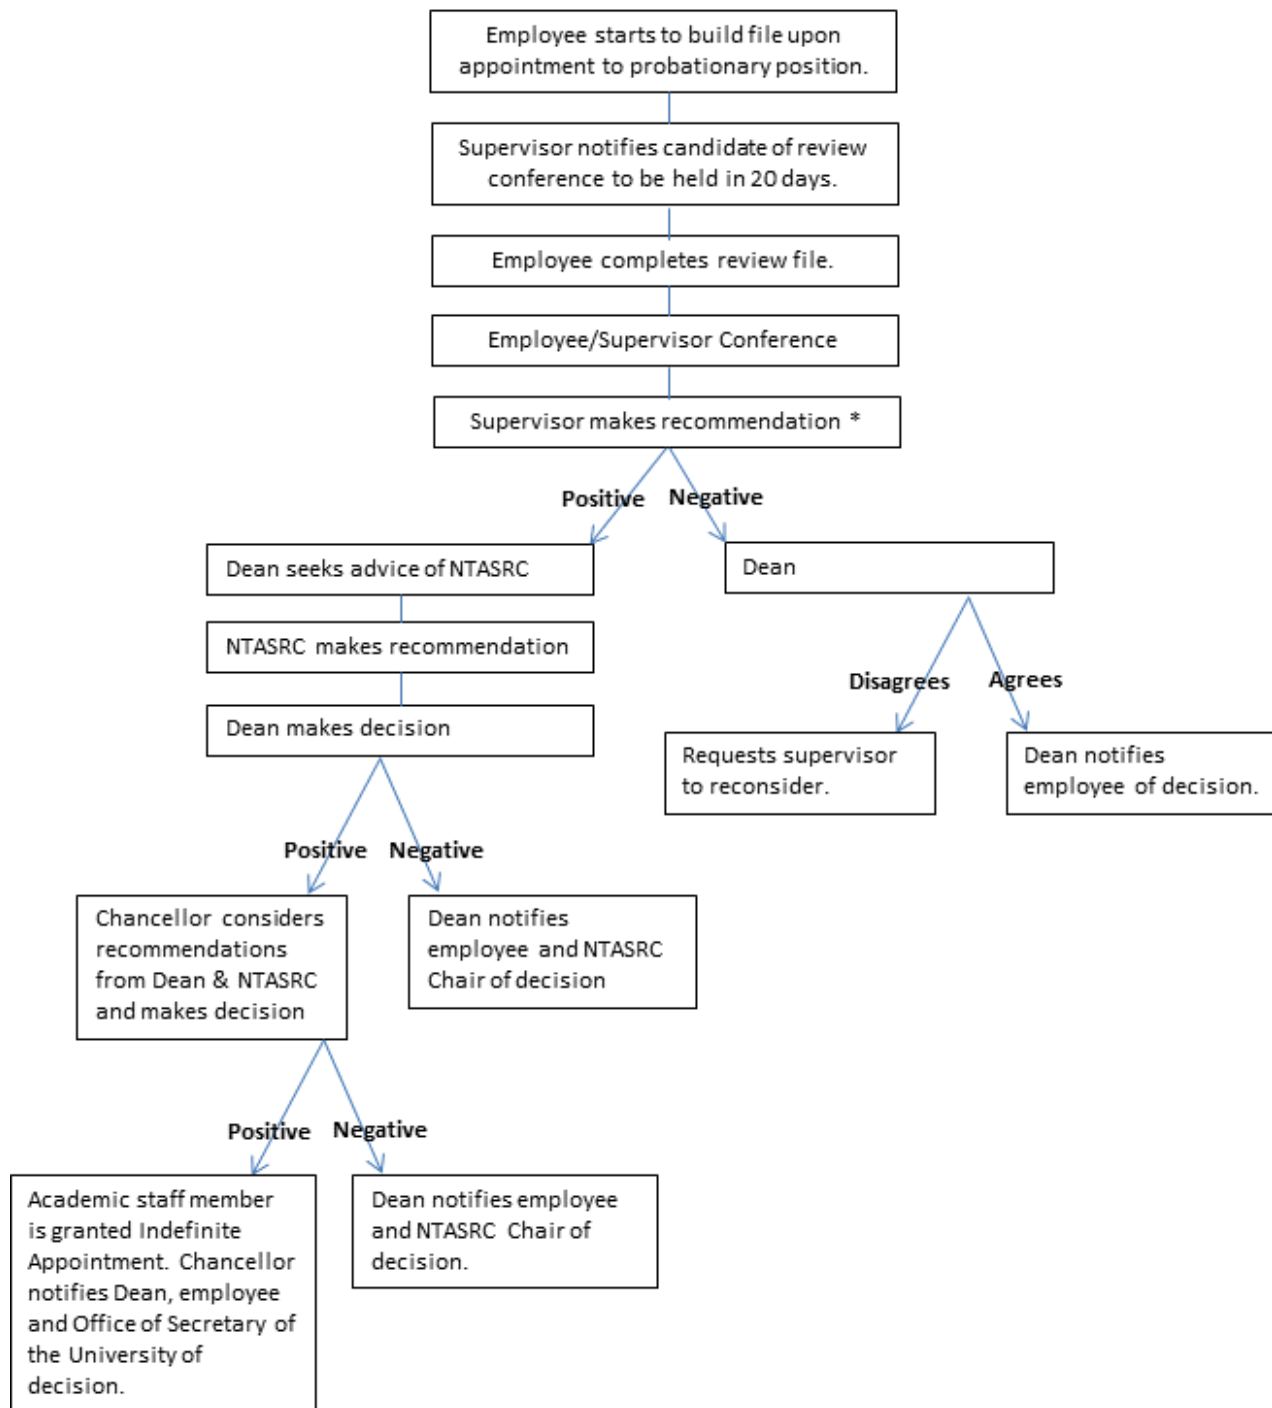 Employee starts to build file upon
appointment to probationary position.
Supervisor notifies candidate of review
conference to be held in 20 days.
Employee completes review file.
Employee/Supervisor Conference
Supervisor makes recommendation *
Positive
Negative
Dean seeks advice of NTASRC
Dean
NTASRC makes recommendation
Disagrees
Agrees
Dean makes decision
Requests supervisor
to reconsider.
Dean notifies
employee of decision.
Positive
Negative
Chancellor considers
recommendations
from Dean & NTASRC
and makes decision
Dean notifies
employee and NTASRC
Chair of decision
Positive
Negative
Academic staff member
is granted Indefinite
Appointment. Chancellor
notifies Dean, employee
and Office of Secretary of
the University of
decision.
Dean notifies employee
and NTASRC Chair of
decision.